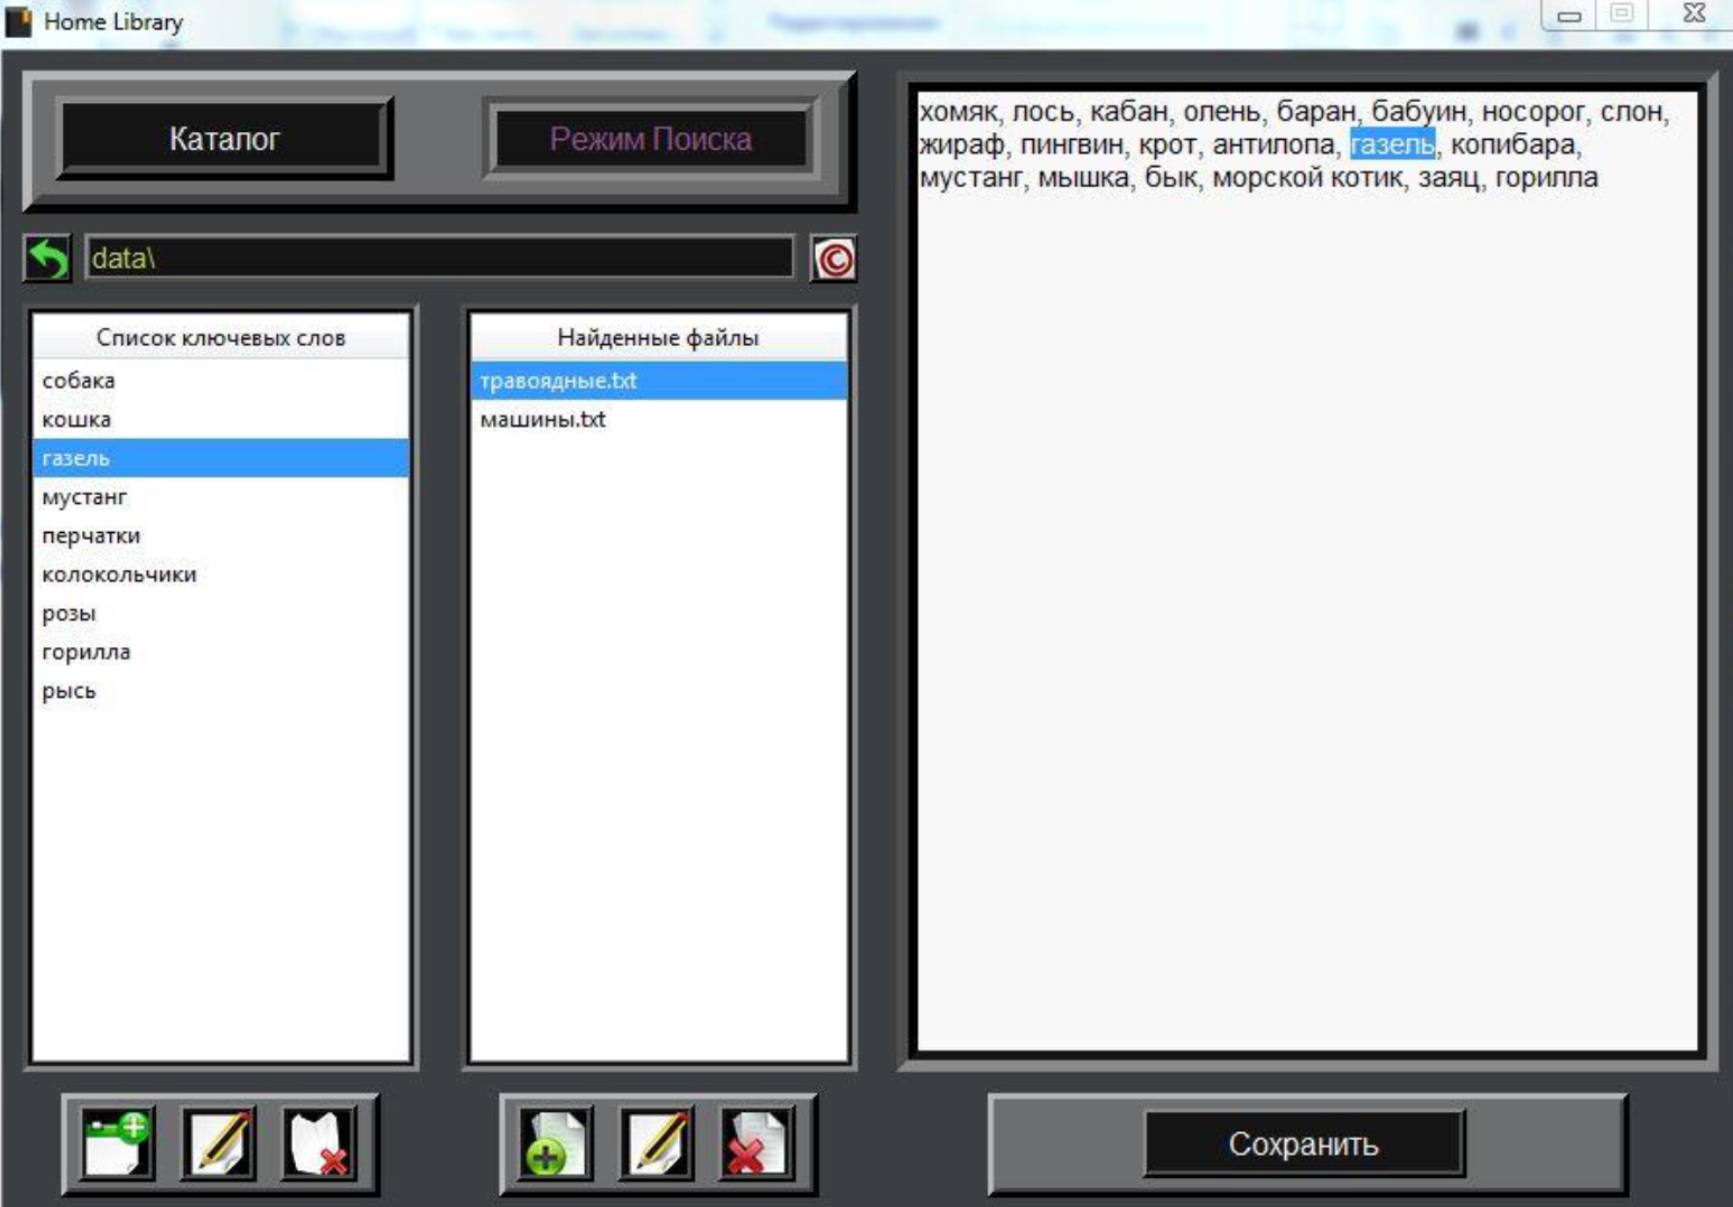 Home Library
Каталог
Режим Поиска
data\
Список ключевых слов
собака
кошка
газель
мустанг
перчатки
колокольчики
розы
горилла
рысь
Найденные файлы
травоядные.txt
машины.txt
хомяк, лось, кабан, олень, баран, бабуин, носорог, слон,
жираф, пингвин, крот, антилопа, газель, копибара,
мустанг, мышка, бык, морской котик, заяц, горилла
Сохранить